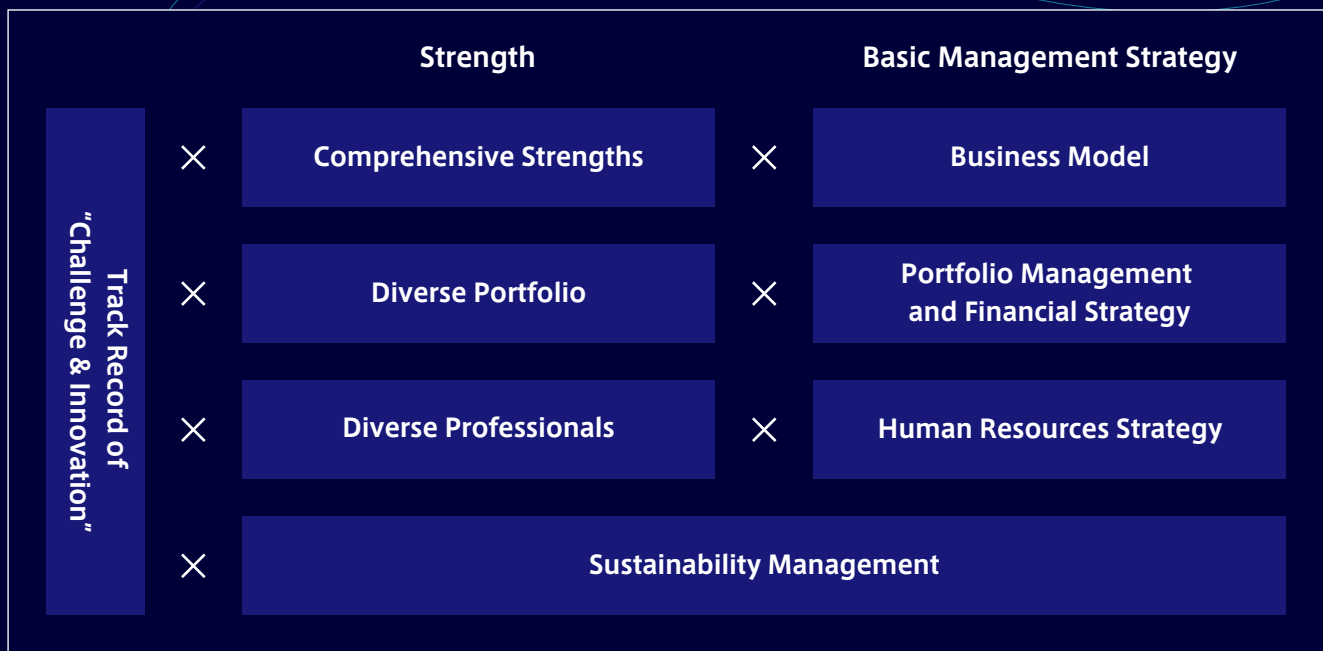 Strength
Basic Management Strategy
Track Record of
“Challenge & Innovation”
×
Comprehensive Strengths
×
Business Model
×
Diverse Portfolio
×
Portfolio Management
and Financial Strategy
×
Diverse Professionals
×
Human Resources Strategy
×
Sustainability Management